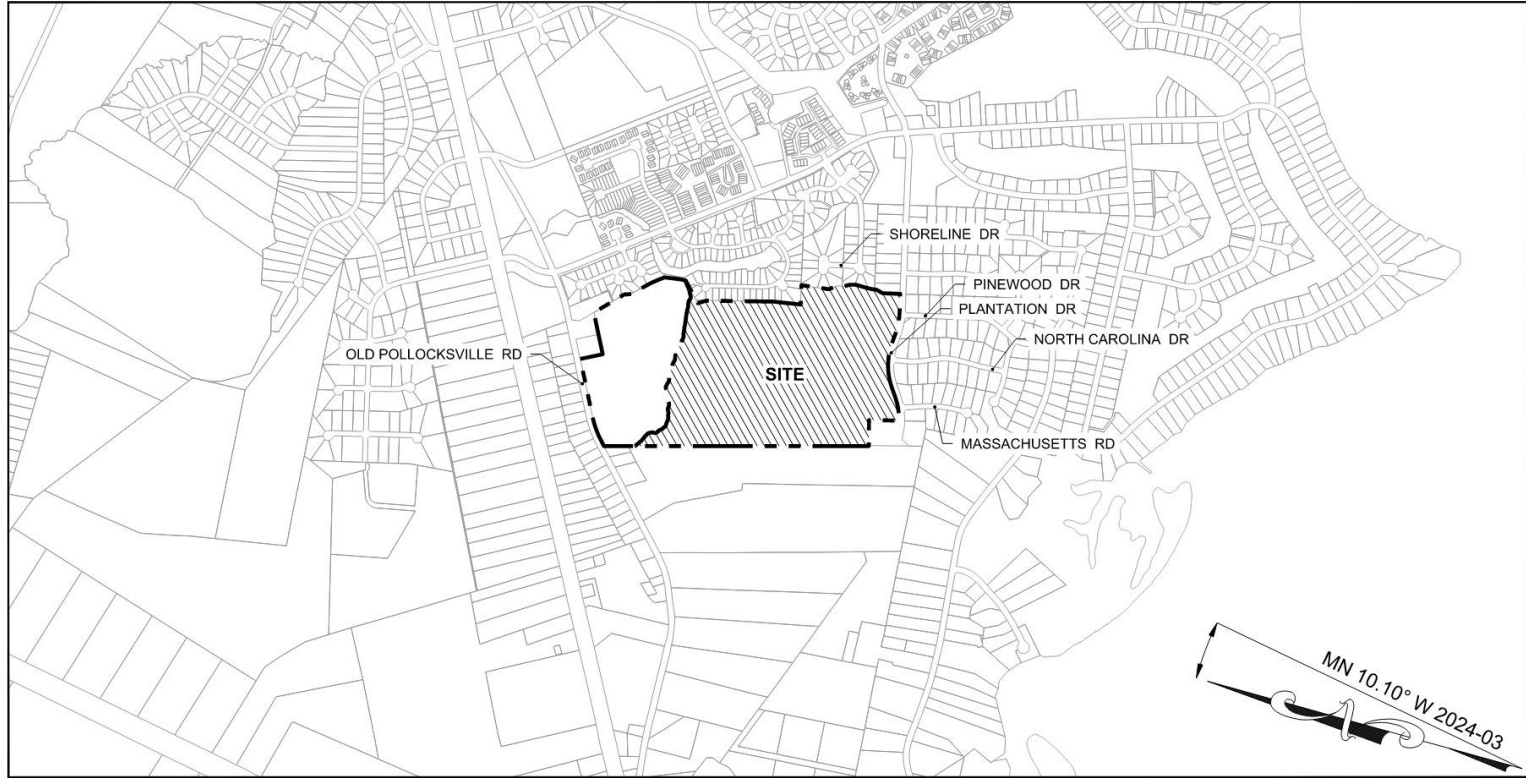 SHORELINE DR
PINEWOOD DR
PLANTATION DR
NORTH CAROLINA DR
OLD POLLOCKSVILLE RD
SITE
MASSACHUSETTS RD
MN 10.10° W 2024-03
N